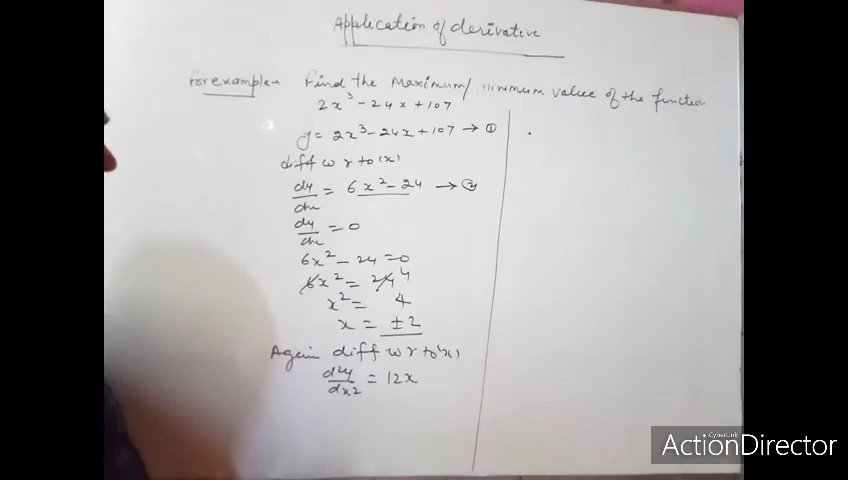 Application of derivative
For example Find the Maximum/minimum value of the function
2x³-24x+107
y = 2x³-24x+107 → ①
diff w r to (x)
dy/dx = 6x²-24 → ②
dy/dx = 0
6x²-24=0
6x² = 24 4
x² = 4
x = ±2
Again diff w r to (x)
d²y/dx2 = 12x
CyberLink
ActionDirector